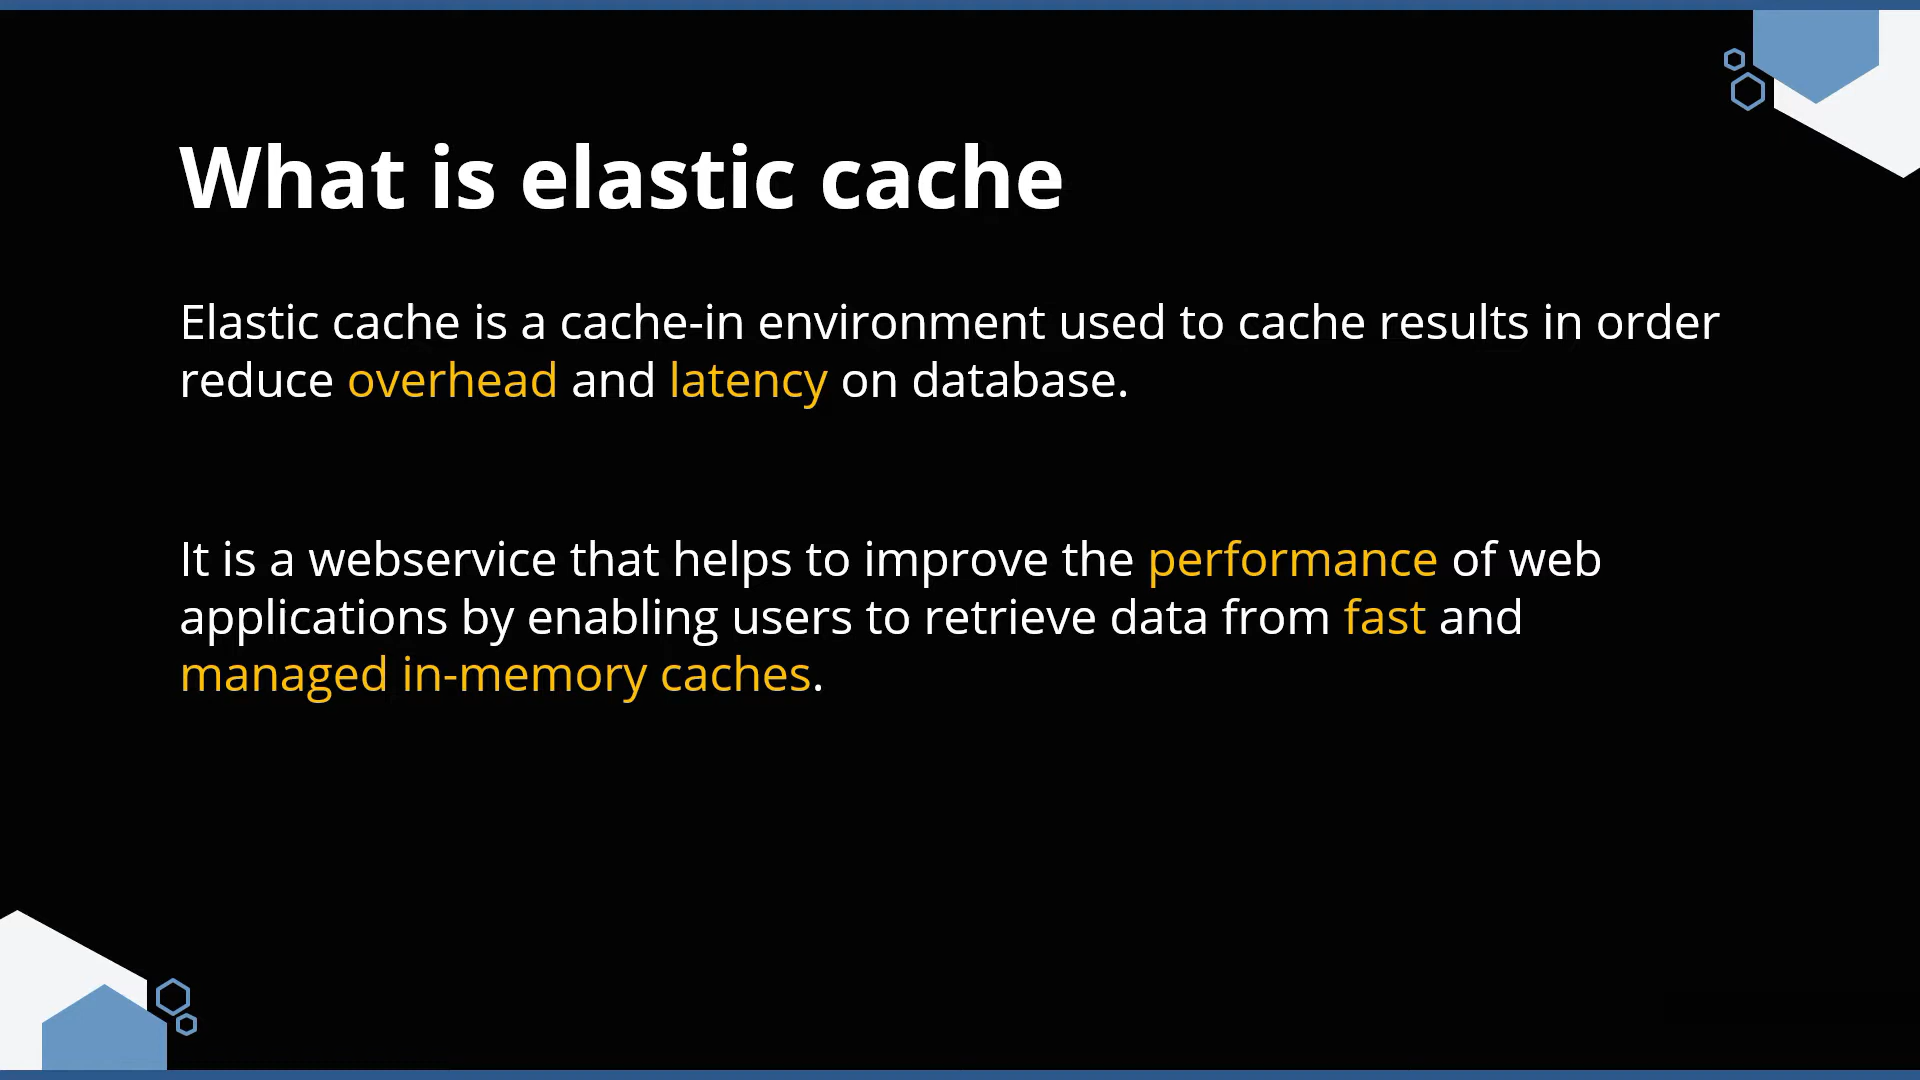 What is elastic cache
Elastic cache is a cache-in environment used to cache results in order
reduce overhead and latency on database.
It is a webservice that helps to improve the performance of web
applications by enabling users to retrieve data from fast and
managed in-memory caches.